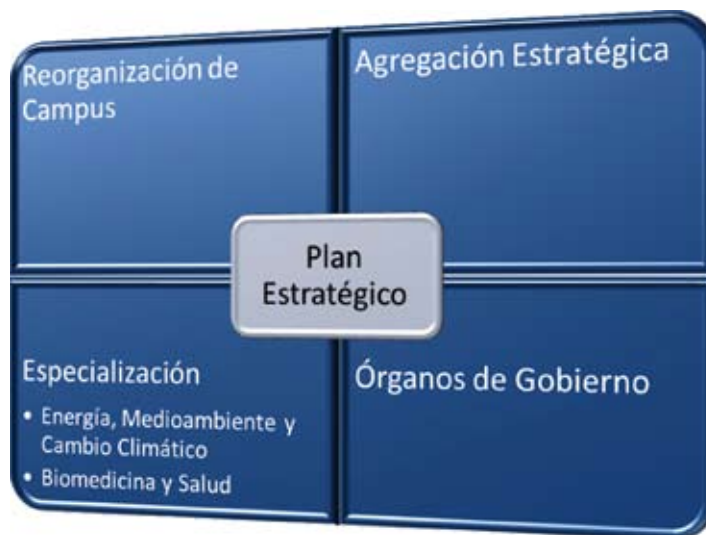 Reorganización de
Campus
Agregación Estratégica
Plan
Estratégico
Especialización
• Energía, Medioambiente y
Cambio Climático
• Biomedicina y Salud
Órganos de Gobierno